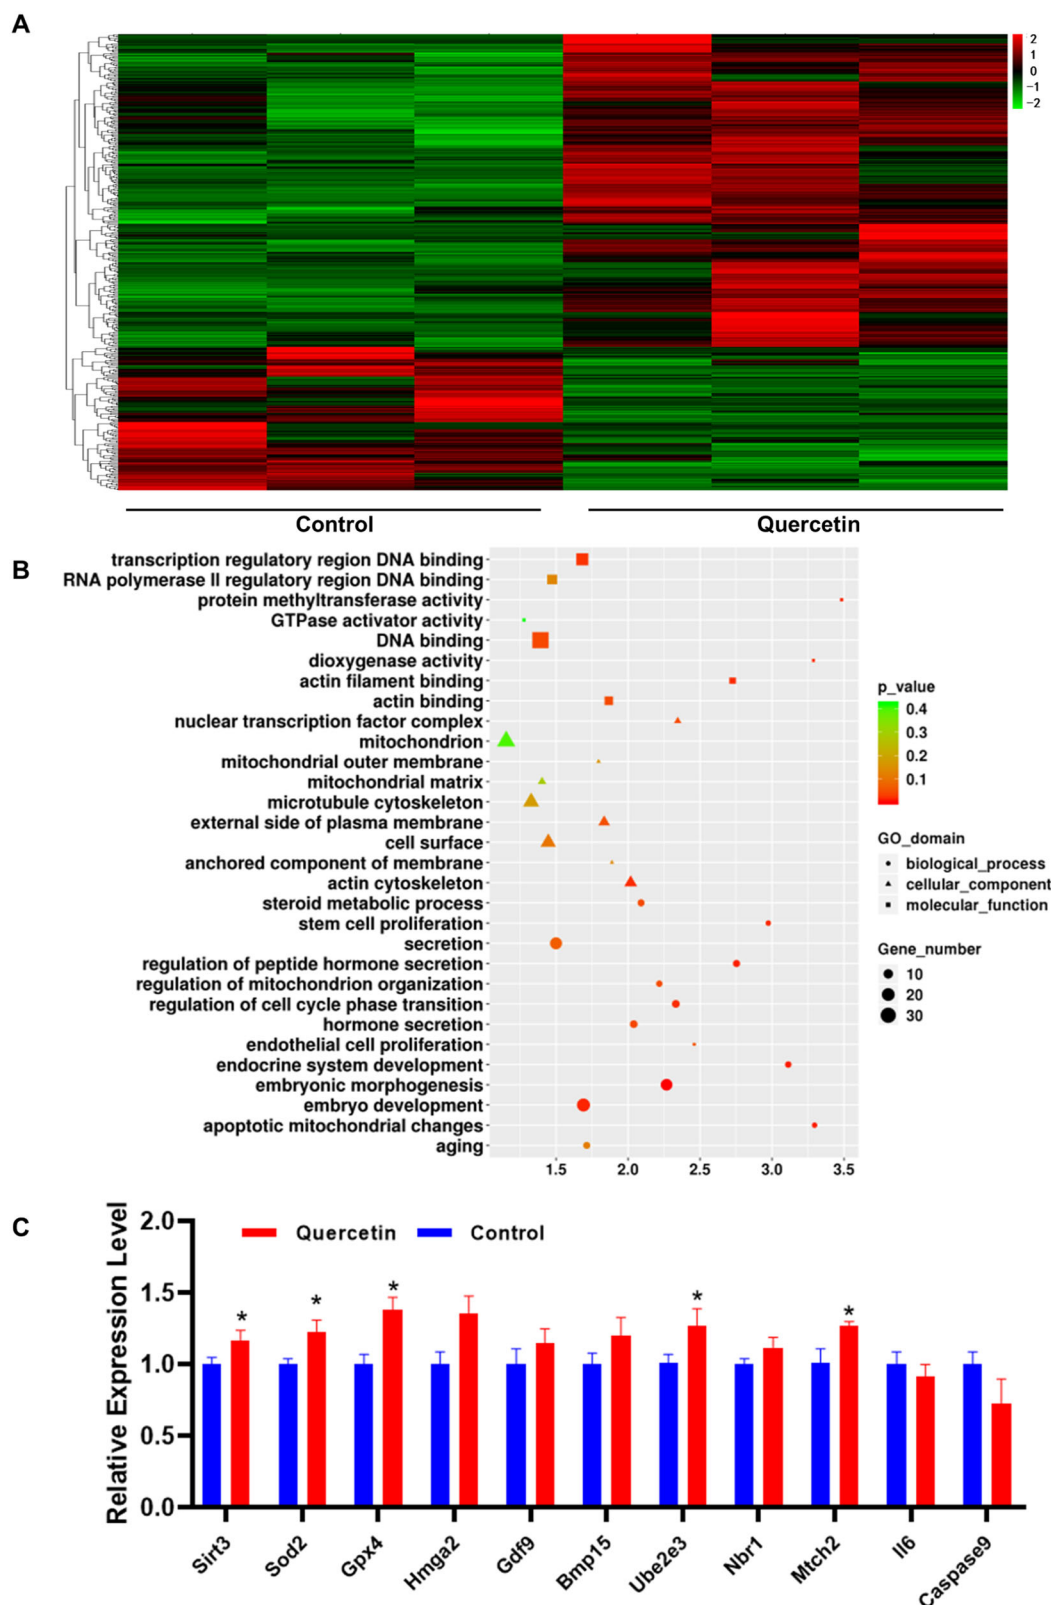 A
2
1
0
−1
−2
Control
Quercetin
B
transcription regulatory region DNA binding
RNA polymerase II regulatory region DNA binding
protein methyltransferase activity
GTPase activator activity
DNA binding
dioxygenase activity
actin filament binding
actin binding
nuclear transcription factor complex
mitochondrion
mitochondrial outer membrane
mitochondrial matrix
microtubule cytoskeleton
external side of plasma membrane
cell surface
anchored component of membrane
actin cytoskeleton
steroid metabolic process
stem cell proliferation
secretion
regulation of peptide hormone secretion
regulation of mitochondrion organization
regulation of cell cycle phase transition
hormone secretion
endothelial cell proliferation
endocrine system development
embryonic morphogenesis
embryo development
apoptotic mitochondrial changes
aging
1.5 2.0 2.5 3.0 3.5
p_value
0.4
0.3
0.2
0.1
GO_domain
biological_process
cellular_component
molecular_function
Gene_number
10
20
30
C
Relative Expression Level
2.0
1.5
1.0
0.5
0.0
Quercetin Control
* * * * *
Sirt3 Sod2 Gpx4 Hmga2 Gdf9 Bmp15 Ube2e3 Nbr1 Mtch2 Il6 Caspase9